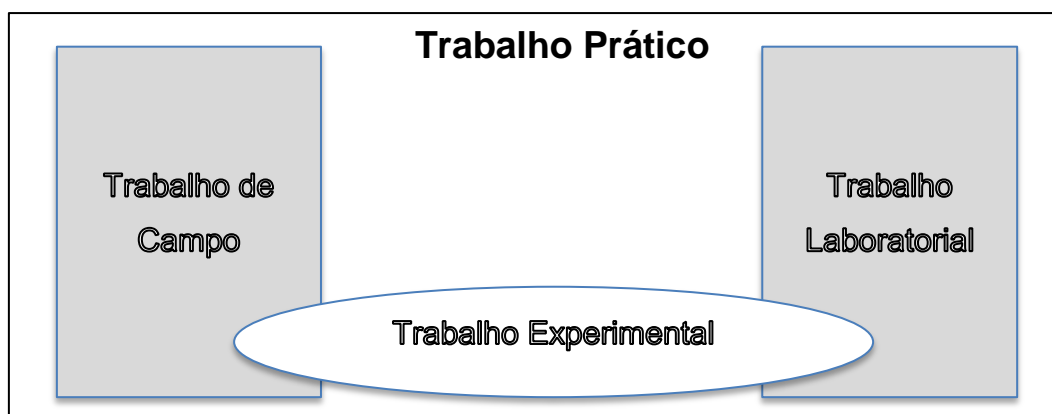 Trabalho Prático
Trabalho de
Campo
Trabalho
Laboratorial
Trabalho Experimental